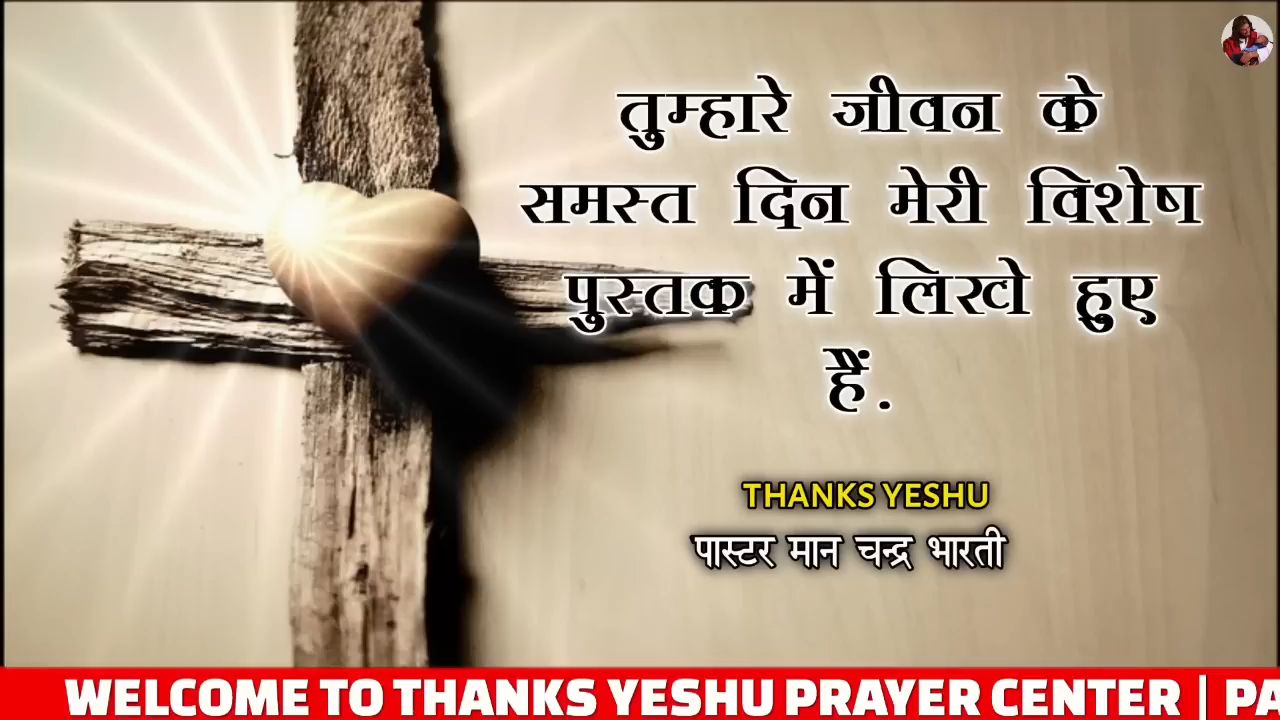 तुम्हारे जीवन के
समस्त दिन मेरी विशेष
पुस्तक में लिखे हुए
हैं.
THANKS YESHU
पास्टर मान चन्द्र भारती
WELCOME TO THANKS YESHU PRAYER CENTER | PA